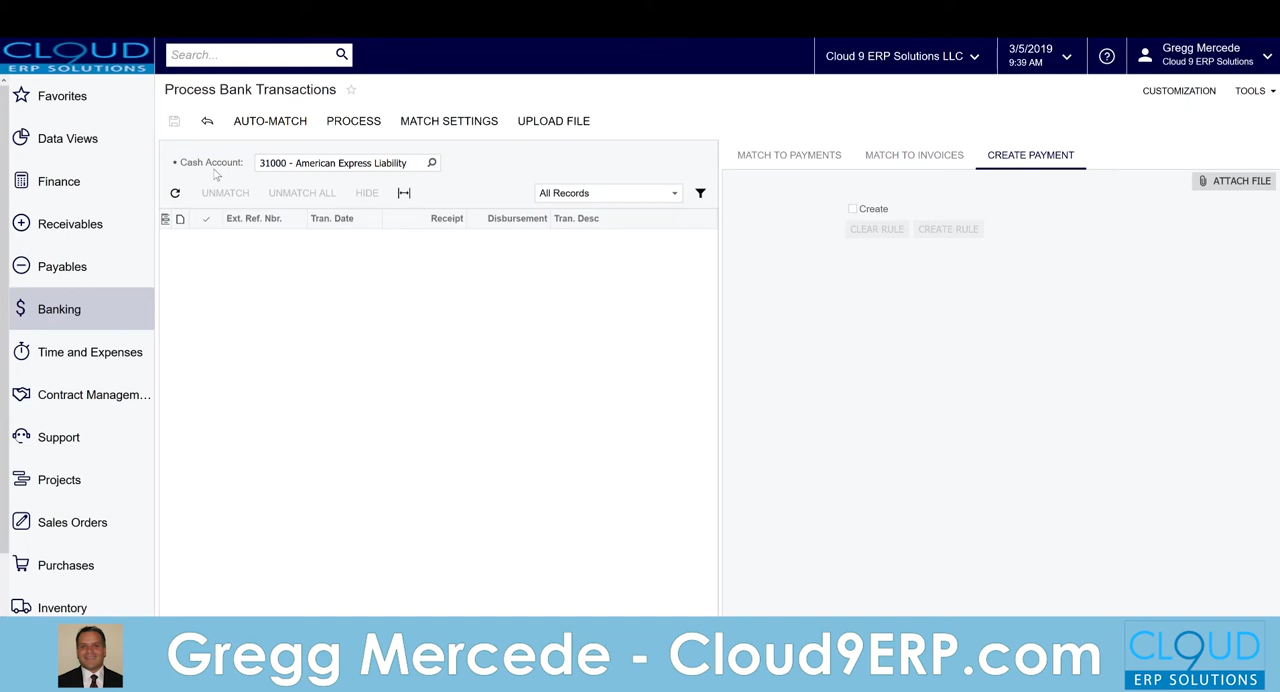 CLOUD
ERP SOLUTIONS
Search...
Cloud 9 ERP Solutions LLC
3/5/2019
9:39 AM
Gregg Mercede
Cloud 9 ERP Solutions
Favorites
Data Views
Finance
Receivables
Payables
Banking
Time and Expenses
Contract Managem...
Support
Projects
Sales Orders
Purchases
Inventory
Process Bank Transactions
CUSTOMIZATION TOOLS
AUTO-MATCH PROCESS MATCH SETTINGS UPLOAD FILE
• Cash Account: 31000 - American Express Liability
UNMATCH UNMATCH ALL HIDE All Records
Ext. Ref. Nbr. Tran. Date Receipt Disbursement Tran. Desc
MATCH TO PAYMENTS MATCH TO INVOICES CREATE PAYMENT
ATTACH FILE
Create
CLEAR RULE CREATE RULE
Gregg Mercede - Cloud9ERP.com
CLOUD
9
ERP SOLUTIONS